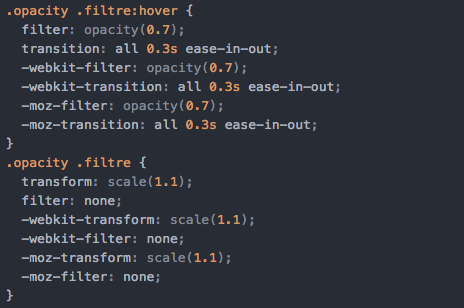 .opacity .filtre:hover {
  filter: opacity(0.7);
  transition: all 0.3s ease-in-out;
  -webkit-filtre: opacity(0.7);
  -webkit-transition: all 0.3s ease-in-out;
  -moz-filter: opacity(0.7);
  -moz-transition: all 0.3s ease-in-out;
}
.opacity .filtre {
  transform: scale(1.1);
  filter: none;
  -webkit-transform: scale(1.1);
  -webkit-filter: none;
  -moz-transform: scale(1.1);
  -moz-filter: none;
}